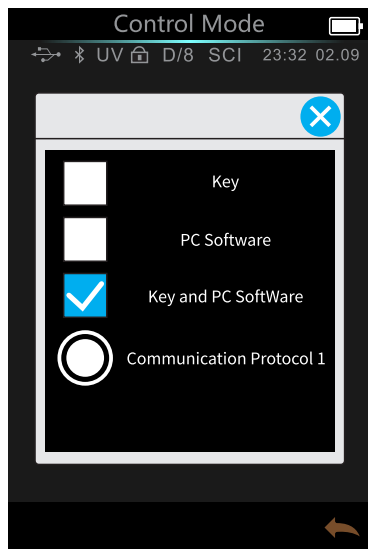 Control Mode
UV D/8 SCI 23:32 02.09
Key
PC Software
Key and PC SoftWare
Communication Protocol 1